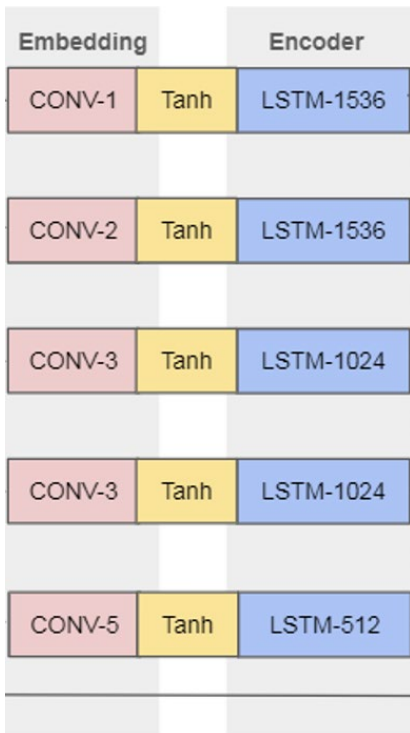 Embedding Encoder
CONV-1 Tanh LSTM-1536
CONV-2 Tanh LSTM-1536
CONV-3 Tanh LSTM-1024
CONV-3 Tanh LSTM-1024
CONV-5 Tanh LSTM-512